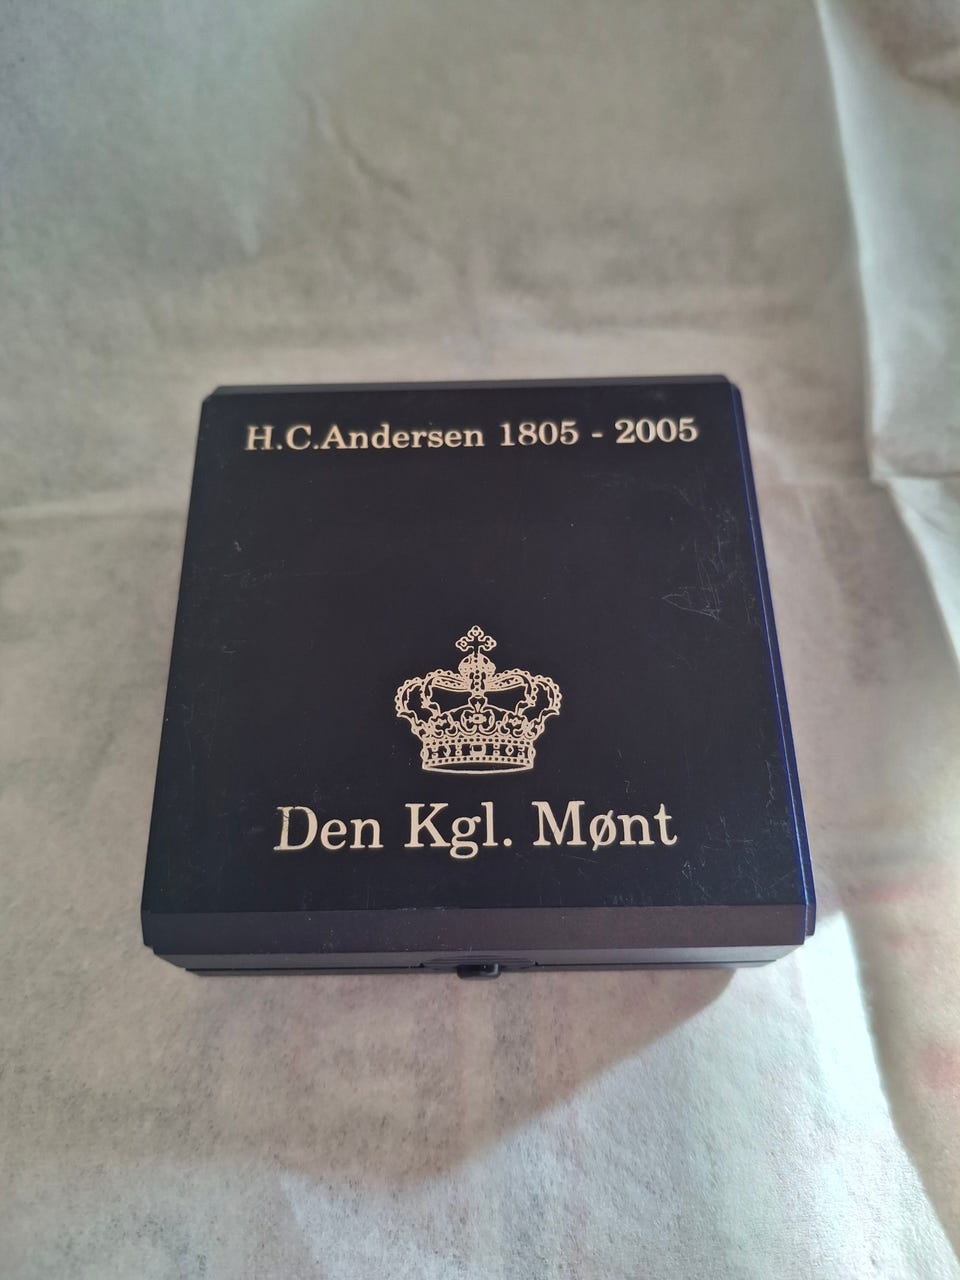 H.C.Andersen 1805 - 2005
Den Kgl. Mønt